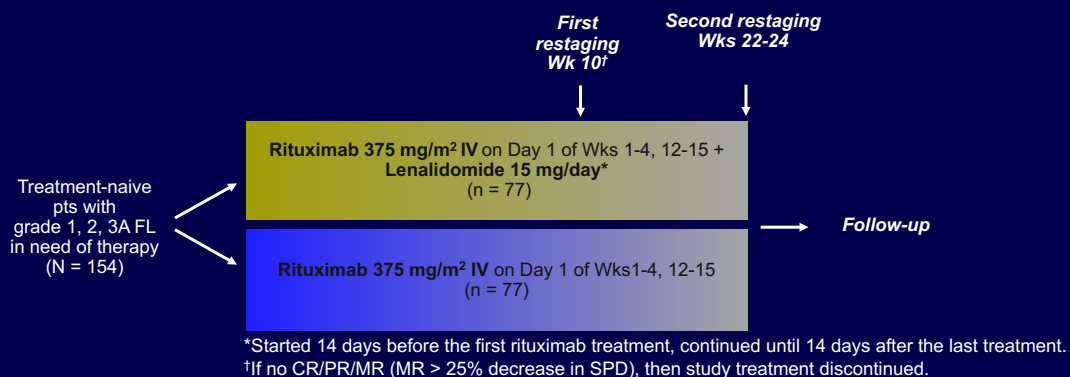 First
restaging
Wk 10†
Second restaging
Wks 22-24
Treatment-naive
pts with
grade 1, 2, 3A FL
in need of therapy
(N = 154)
Rituximab 375 mg/m² IV on Day 1 of Wks 1-4, 12-15 +
Lenalidomide 15 mg/day*
(n = 77)
Rituximab 375 mg/m² IV on Day 1 of Wks1-4, 12-15
(n = 77)
Follow-up
*Started 14 days before the first rituximab treatment, continued until 14 days after the last treatment.
†If no CR/PR/MR (MR > 25% decrease in SPD), then study treatment discontinued.